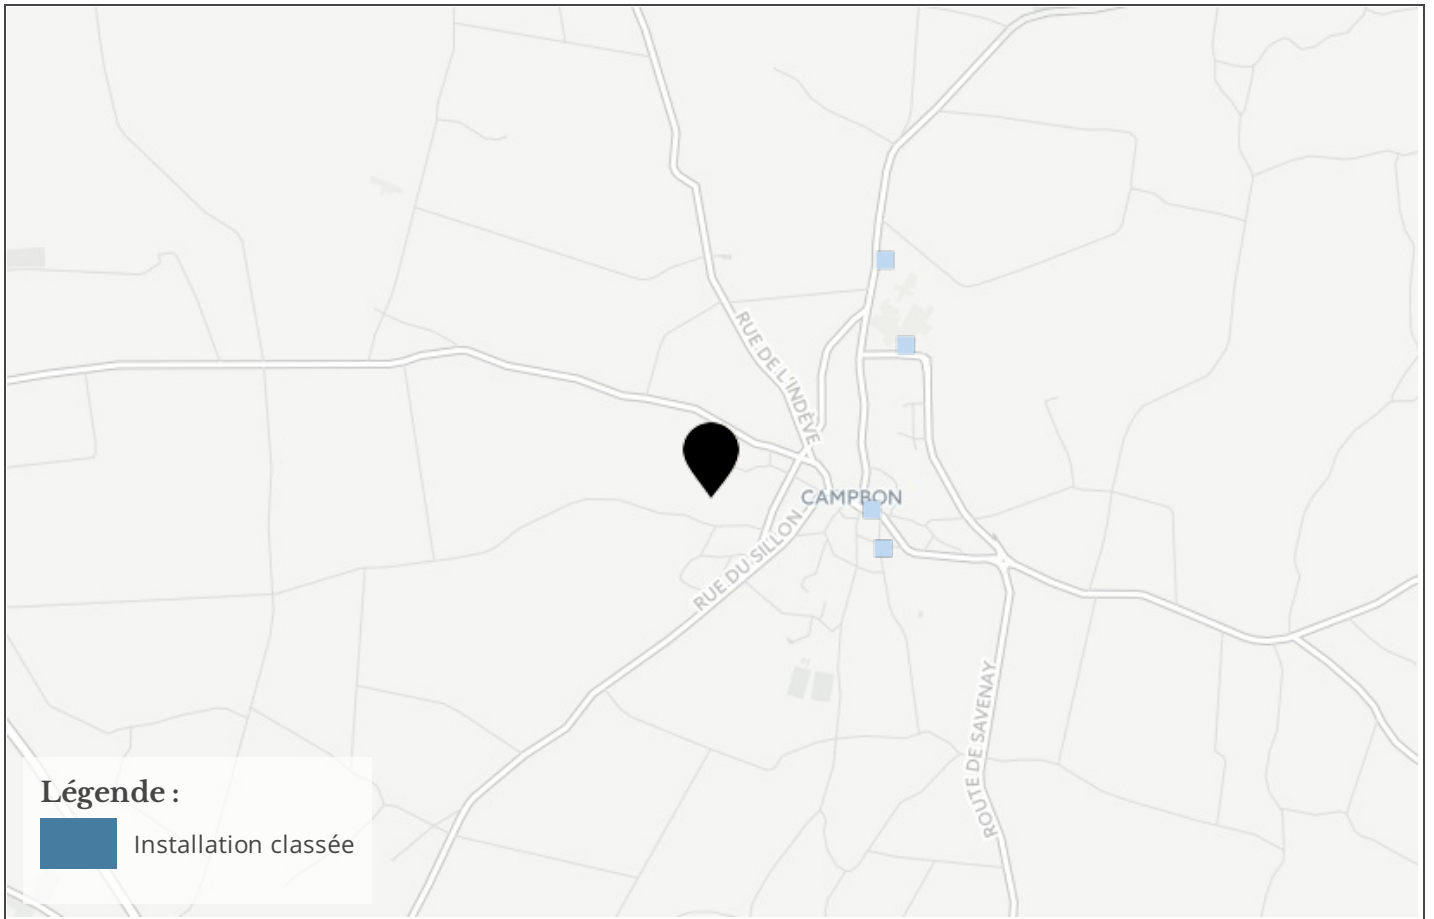 RUE DE L'INDÈVE
CAMPBON
RUE DU SILLON
ROUTE DE SAVENAY
Légende :
Installation classée